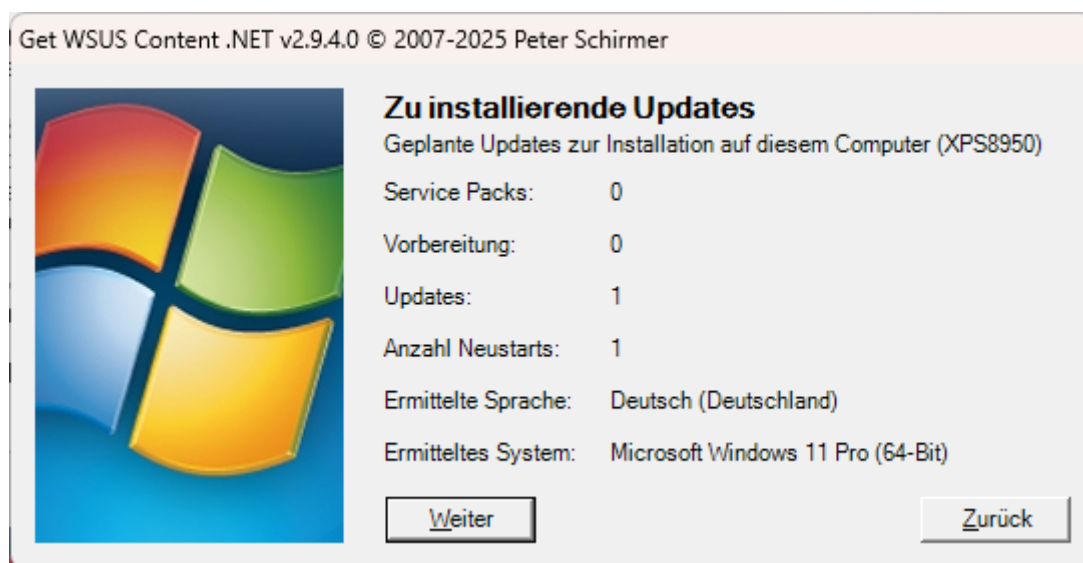 Get WSUS Content .NET v2.9.4.0 © 2007-2025 Peter Schirmer
Zu installierende Updates
Geplante Updates zur Installation auf diesem Computer (XPS8950)
Service Packs: 0
Vorbereitung: 0
Updates: 1
Anzahl Neustarts: 1
Ermittelte Sprache: Deutsch (Deutschland)
Ermitteltes System: Microsoft Windows 11 Pro (64-Bit)
Weiter Zurück